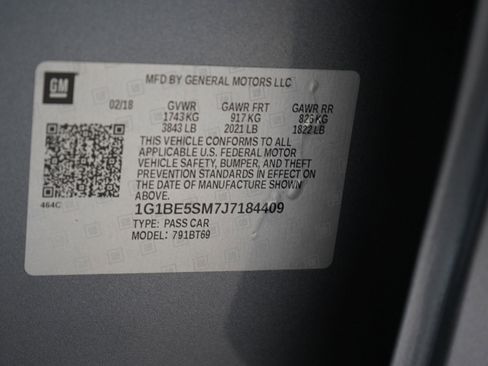 GM
MFD BY GENERAL MOTORS LLC
02/18 GVWR GAWR FRT GAWR RR
1743 KG 917 KG 826 KG
3843 LB 2021 LB 1822 LB
THIS VEHICLE CONFORMS TO ALL
APPLICABLE U.S. FEDERAL MOTOR
VEHICLE SAFETY, BUMPER, AND THEFT
PREVENTION STANDARDS IN EFFECT ON
THE DATE OF MANUFACTURE SHOWN
ABOVE.
464C
1G1BE5SM7J7184409
TYPE: PASS CAR
MODEL: 791BT69